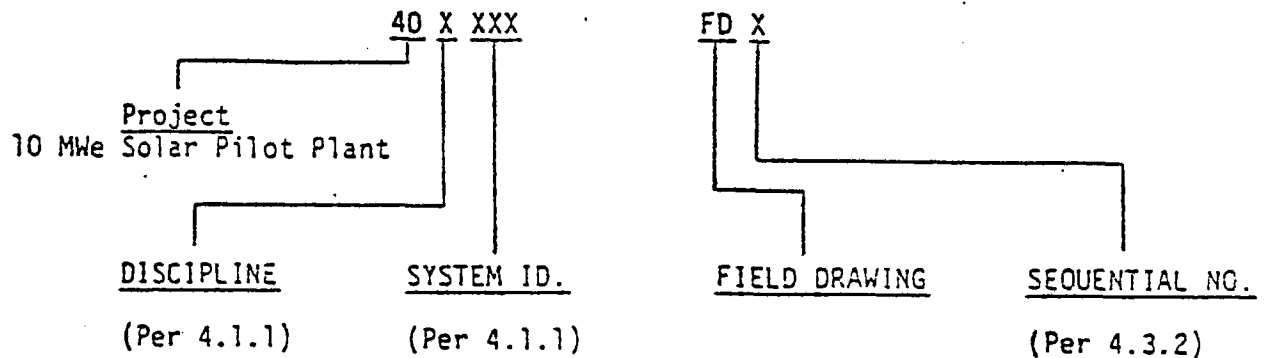 40 X XXX FD X
Project
10 MWe Solar Pilot Plant
DISCIPLINE SYSTEM ID. FIELD DRAWING SEQUENTIAL NO.
(Per 4.1.1) (Per 4.1.1) (Per 4.3.2)